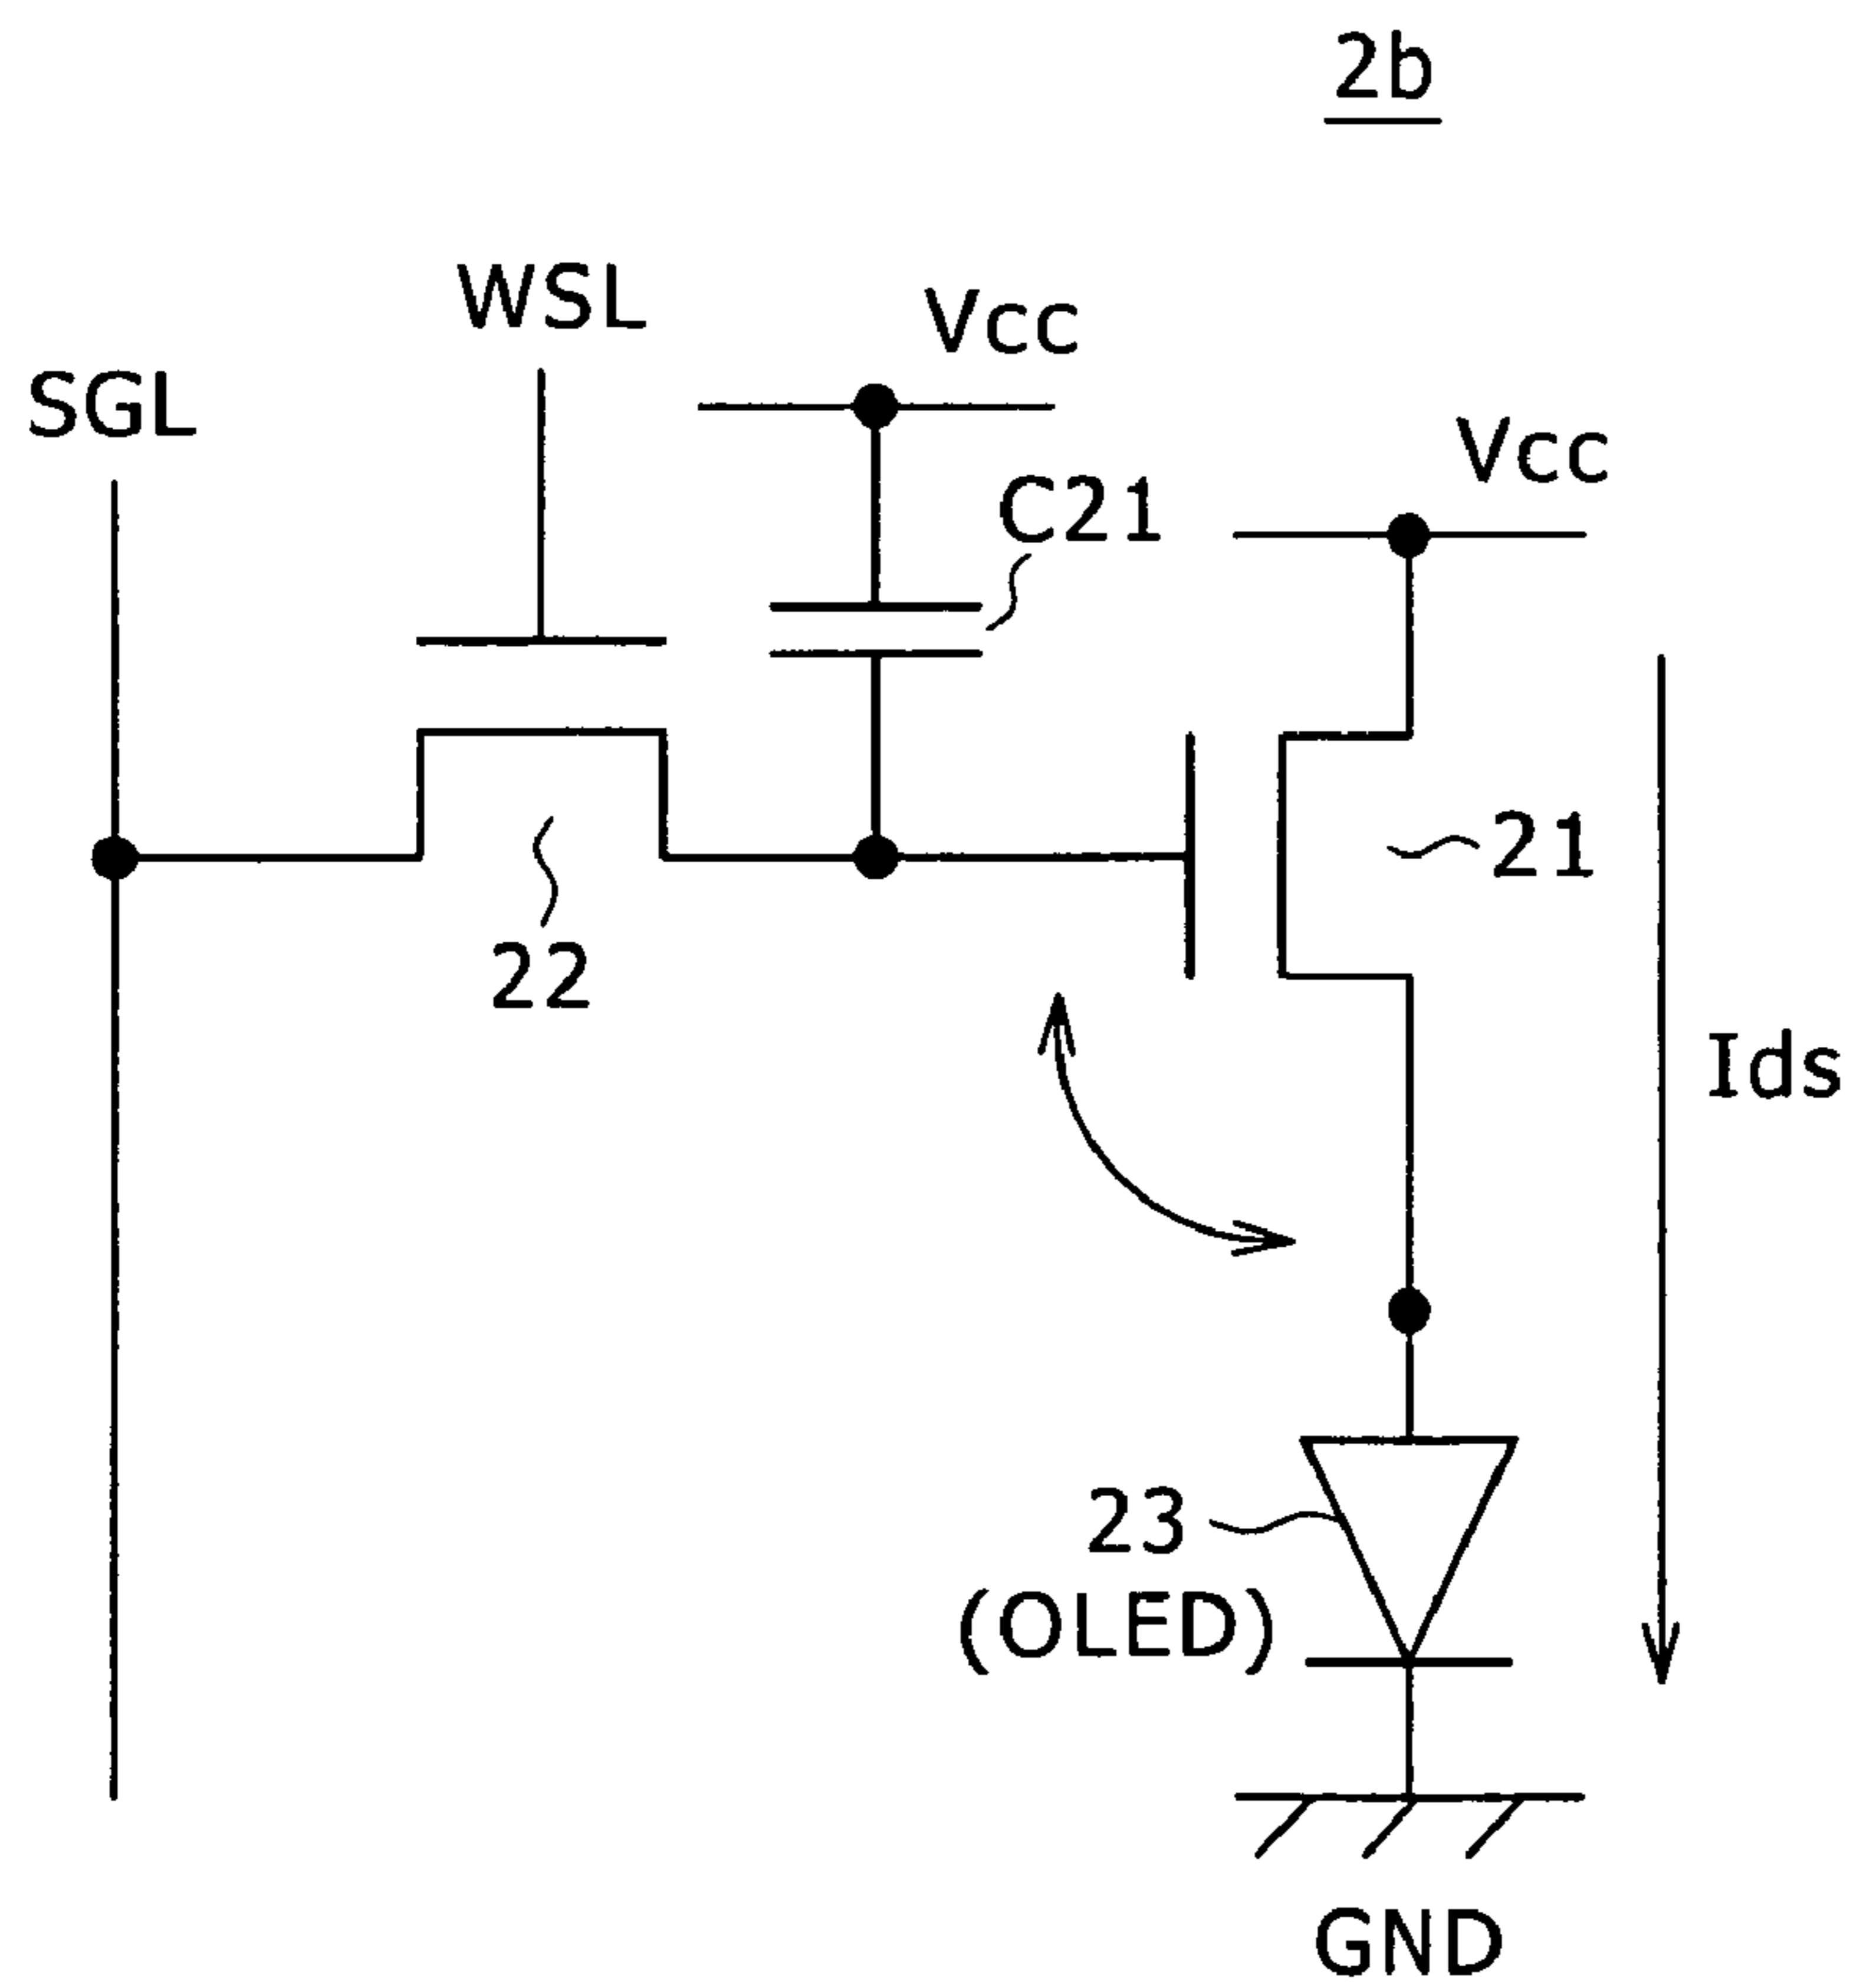 2b
WSL
Vcc
SGL
Vcc
C21
21
22
Ids
23
(OLED)
GND